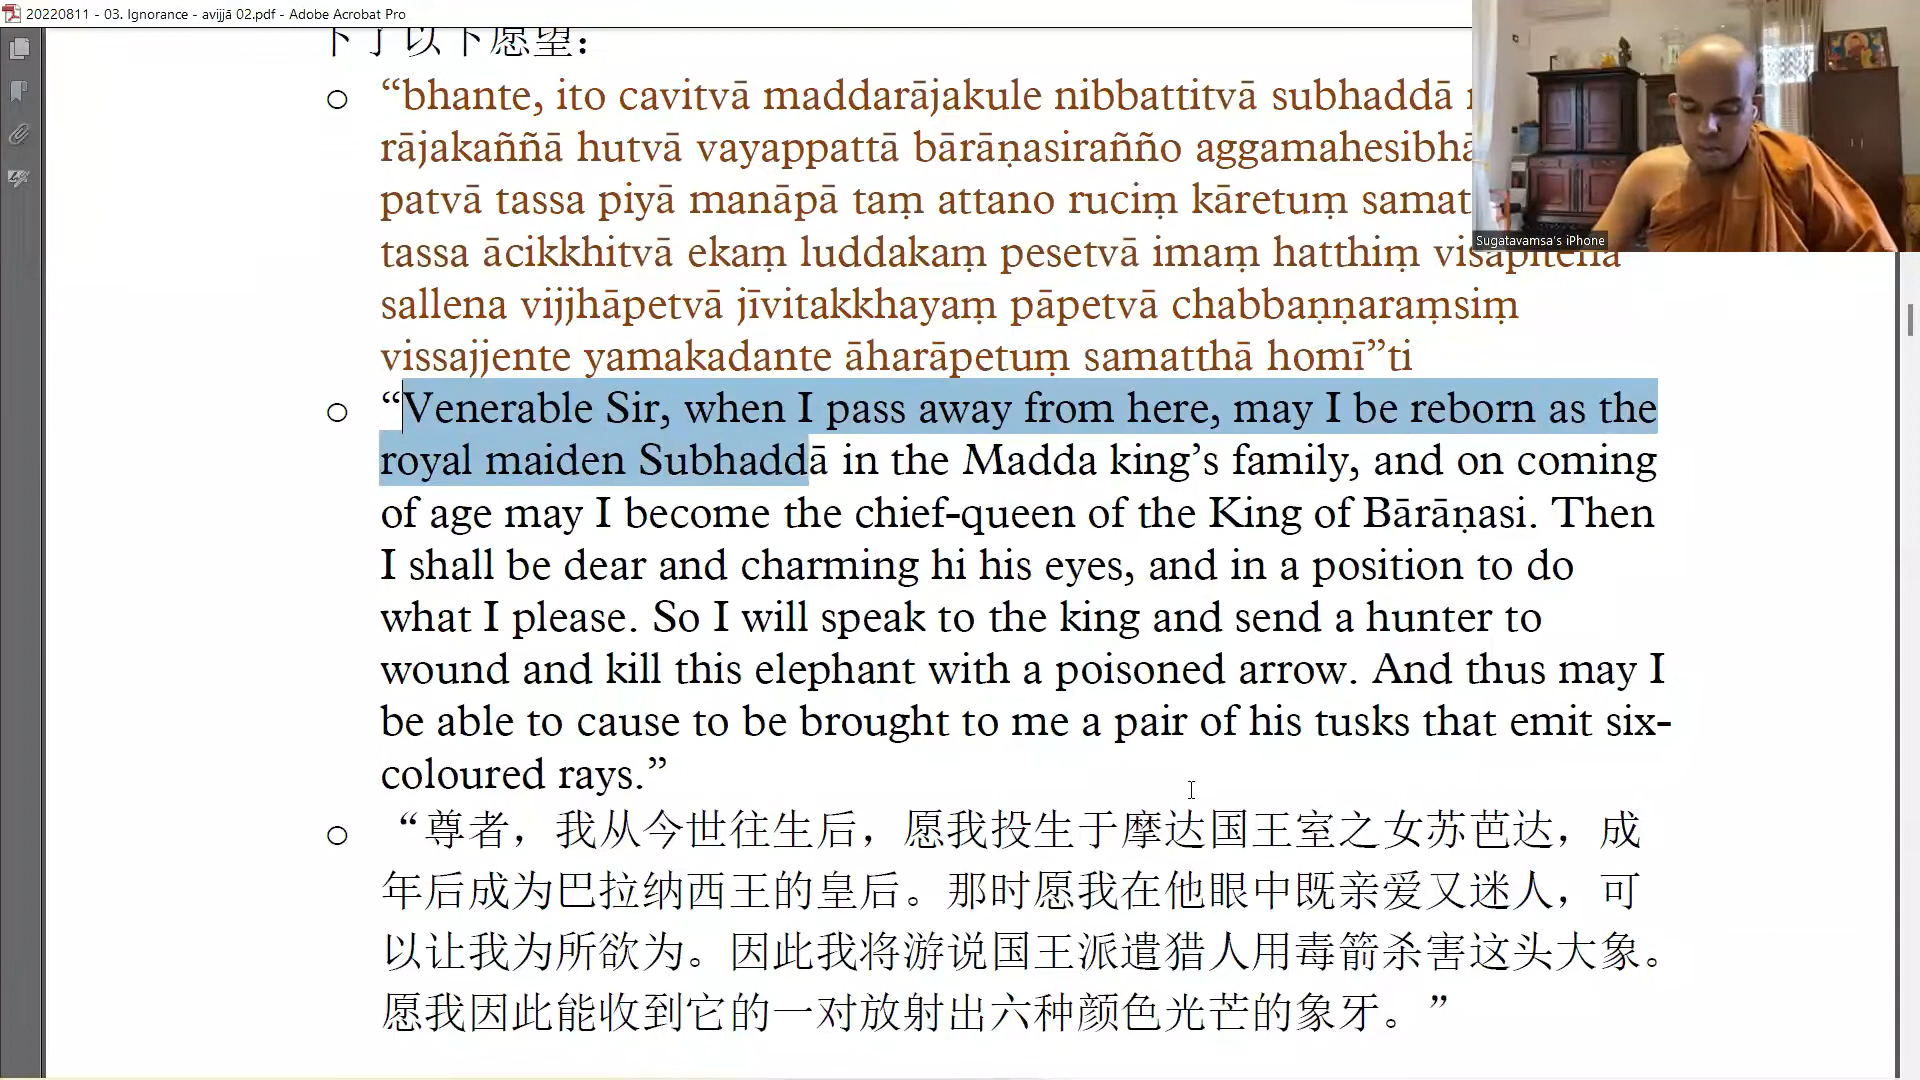 20220811 - 03. Ignorance - avijjā 02.pdf - Adobe Acrobat Pro
下了以下愿望：
“bhante, ito cavitvā maddarājakule nibbattitvā subhaddā
rājakaññā hutvā vayappattā bārāṇasirañño aggamahesibhā
patvā tassa piyā manāpā taṃ attano ruciṃ kāretuṃ samat
tassa ācikkhitvā ekaṃ luddakaṃ pesetvā imaṃ hatthiṃ visapītena
sallena vijjhāpetvā jīvitakkhayaṃ pāpetvā chabbaṇṇaraṃsiṃ
vissajjente yamakadante āharāpetuṃ samatthā homī”ti
“Venerable Sir, when I pass away from here, may I be reborn as the
royal maiden Subhaddā in the Madda king’s family, and on coming
of age may I become the chief-queen of the King of Bārāṇasi. Then
I shall be dear and charming hi his eyes, and in a position to do
what I please. So I will speak to the king and send a hunter to
wound and kill this elephant with a poisoned arrow. And thus may I
be able to cause to be brought to me a pair of his tusks that emit six-
coloured rays.”
“尊者，我从今世往生后，愿我投生于摩达国王室之女苏芭达，成
年后成为巴拉纳西王的皇后。那时愿我在他眼中既亲爱又迷人，可
以让我为所欲为。因此我将游说国王派遣猎人用毒箭杀害这头大象。
愿我因此能收到它的一对放射出六种颜色光芒的象牙。”
Sugatavamsa's iPhone